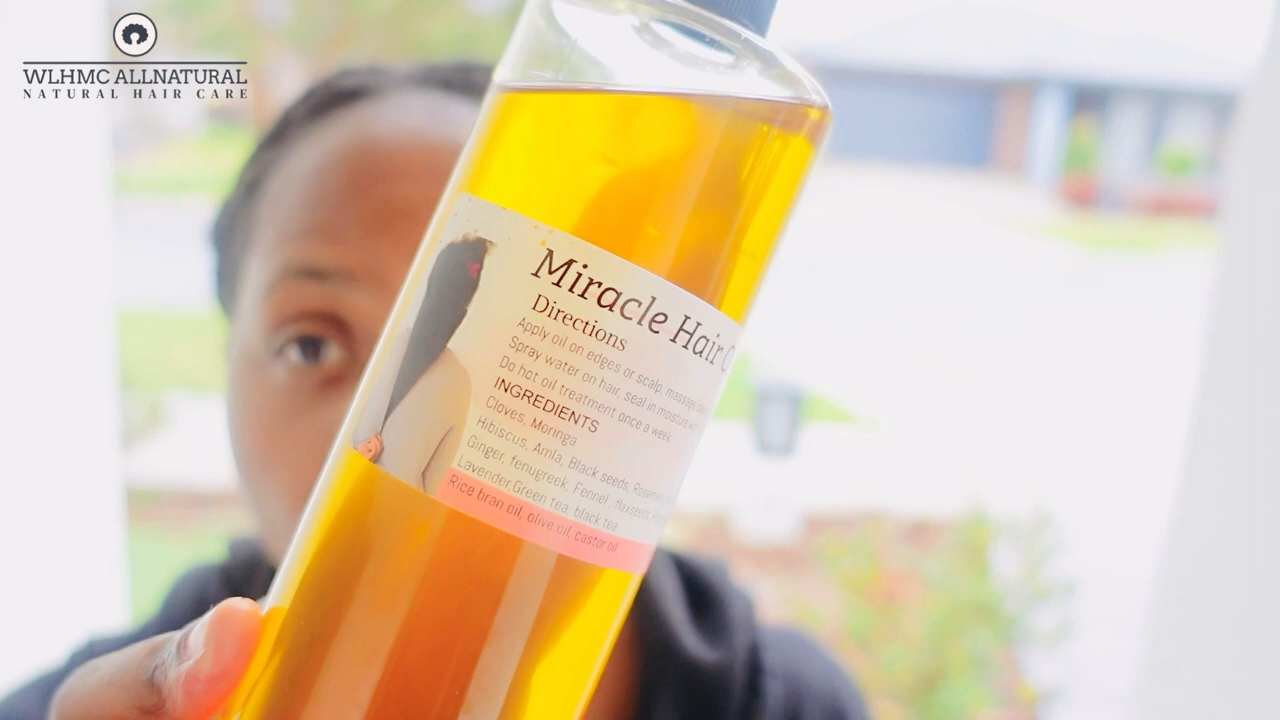 WLHMC ALLNATURAL
NATURAL HAIR CARE
Miracle Hair
Directions
Apply oil on edges or scalp, massage
Spray water on hair, seal in moisture
Do hot oil treatment once a week
INGREDIENTS
Cloves, Moringa
Hibiscus, Amla, Black seeds, Rosemary
Ginger, fenugreek, Fennel, flaxseeds,
Lavender,Green tea, black tea
Rice bran oil, olive oil, castor oil